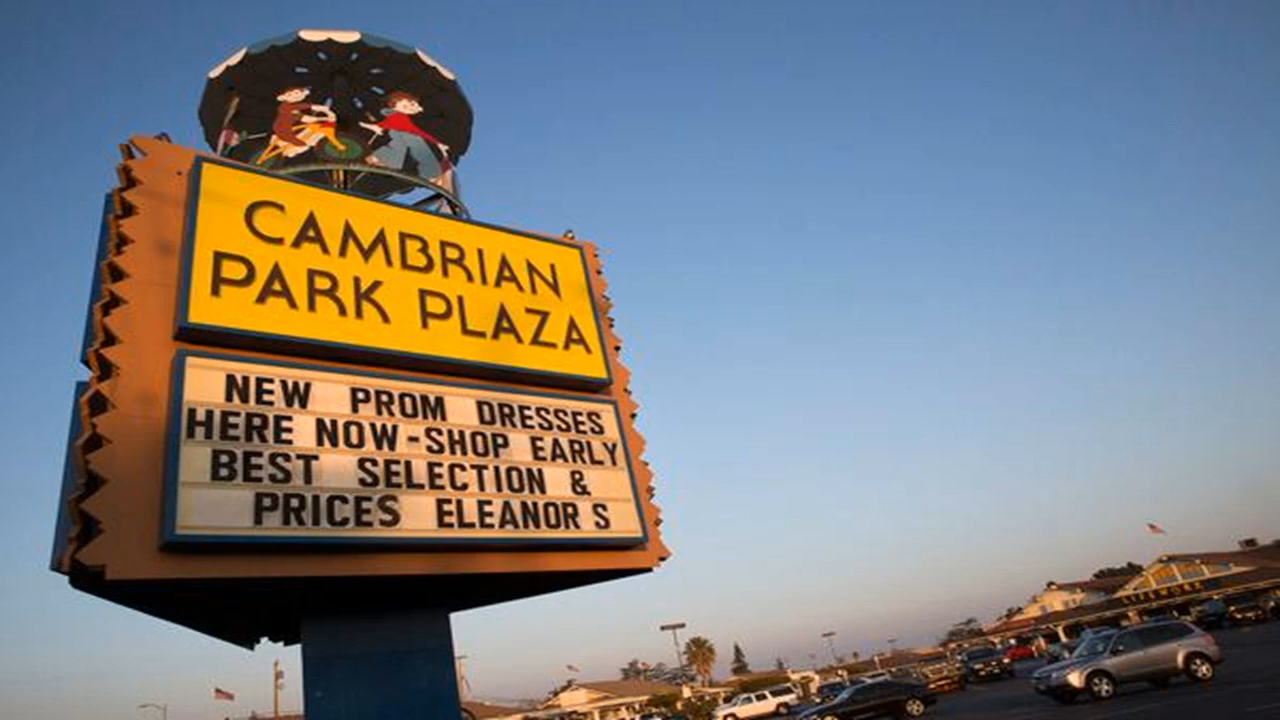 CAMBRIAN
PARK PLAZA
NEW PROM DRESSES
HERE NOW-SHOP EARLY
BEST SELECTION &
PRICES ELEANOR S